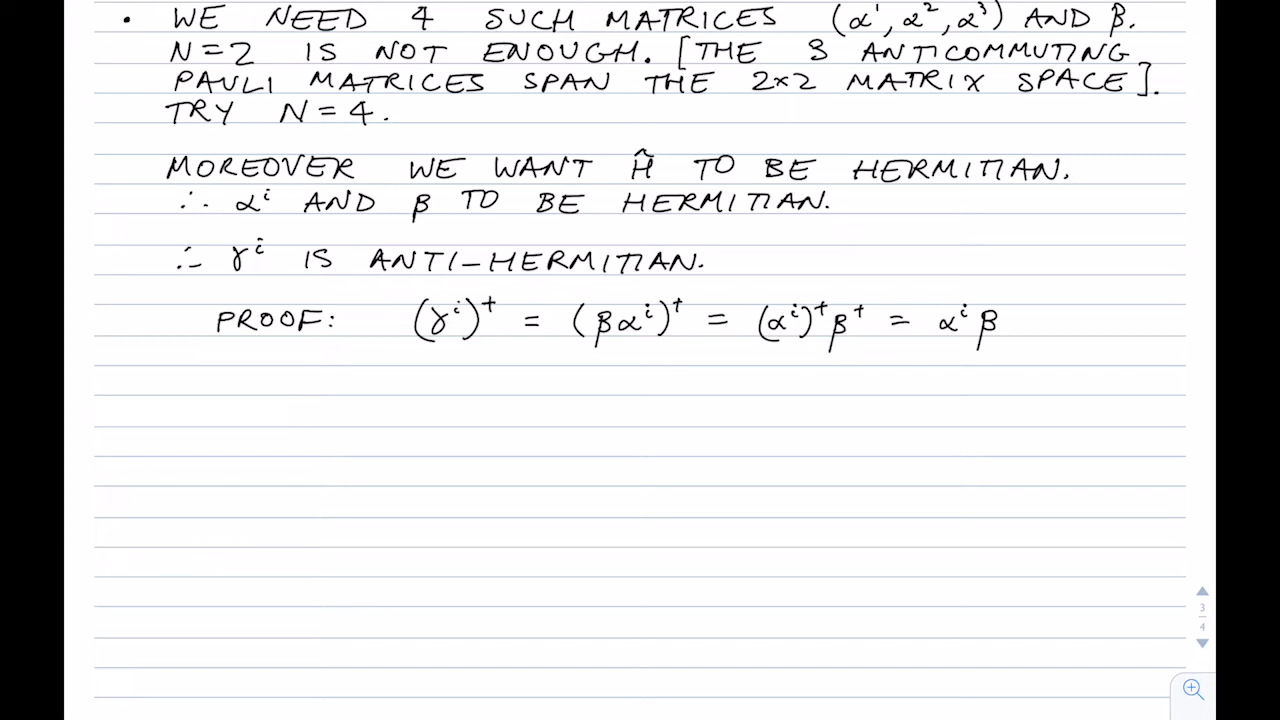 • WE NEED 4 SUCH MATRICES (α¹, α², α³) AND β.
N=2 IS NOT ENOUGH. [THE 3 ANTICOMMUTING
PAULI MATRICES SPAN THE 2×2 MATRIX SPACE].
TRY N=4.
MOREOVER WE WANT Ĥ TO BE HERMITIAN.
∴ αⁱ AND β TO BE HERMITIAN.
∴ γⁱ IS ANTI-HERMITIAN.
PROOF: (γⁱ)† = (βαⁱ)† = (αⁱ)†β† = αⁱβ
3
4